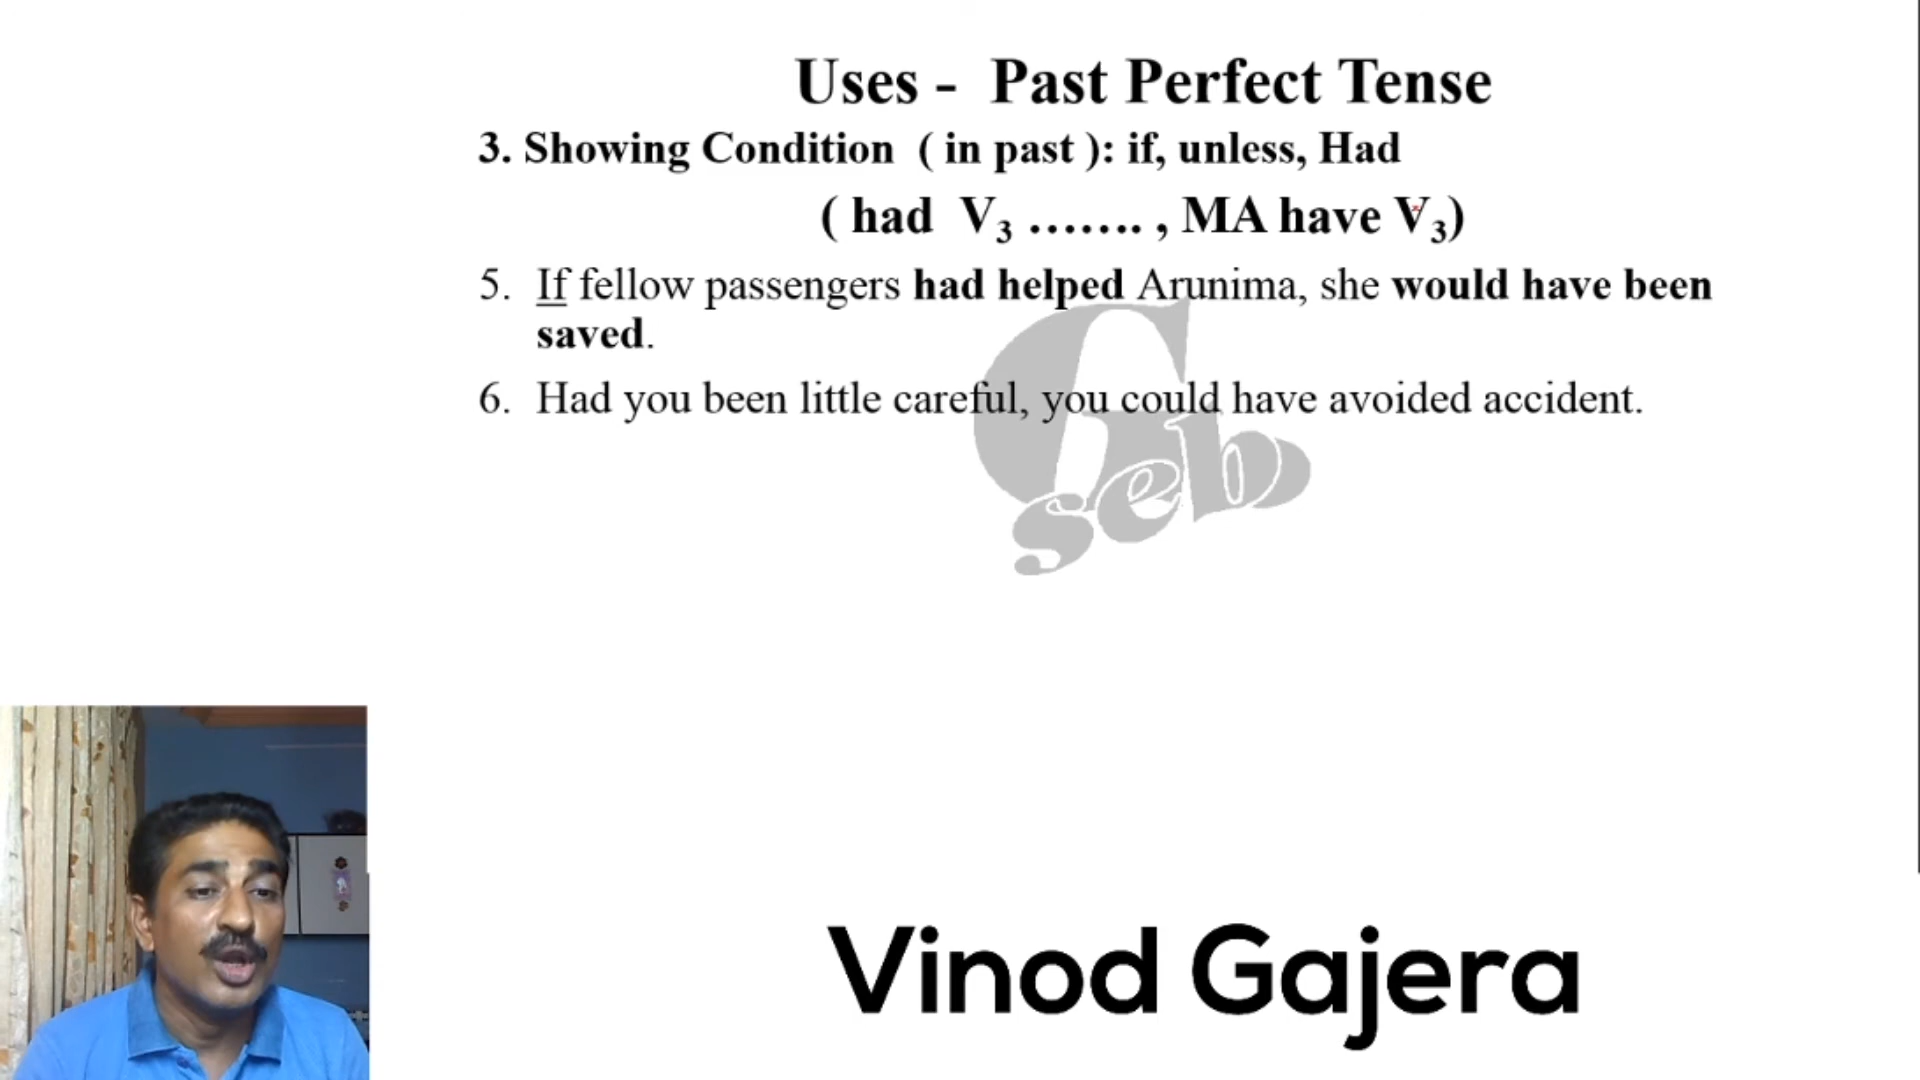 Uses - Past Perfect Tense
3. Showing Condition ( in past ): if, unless, Had
( had V₃ ……. , MA have V₃)
5. If fellow passengers had helped Arunima, she would have been
saved.
6. Had you been little careful, you could have avoided accident.
Gseb
Vinod Gajera